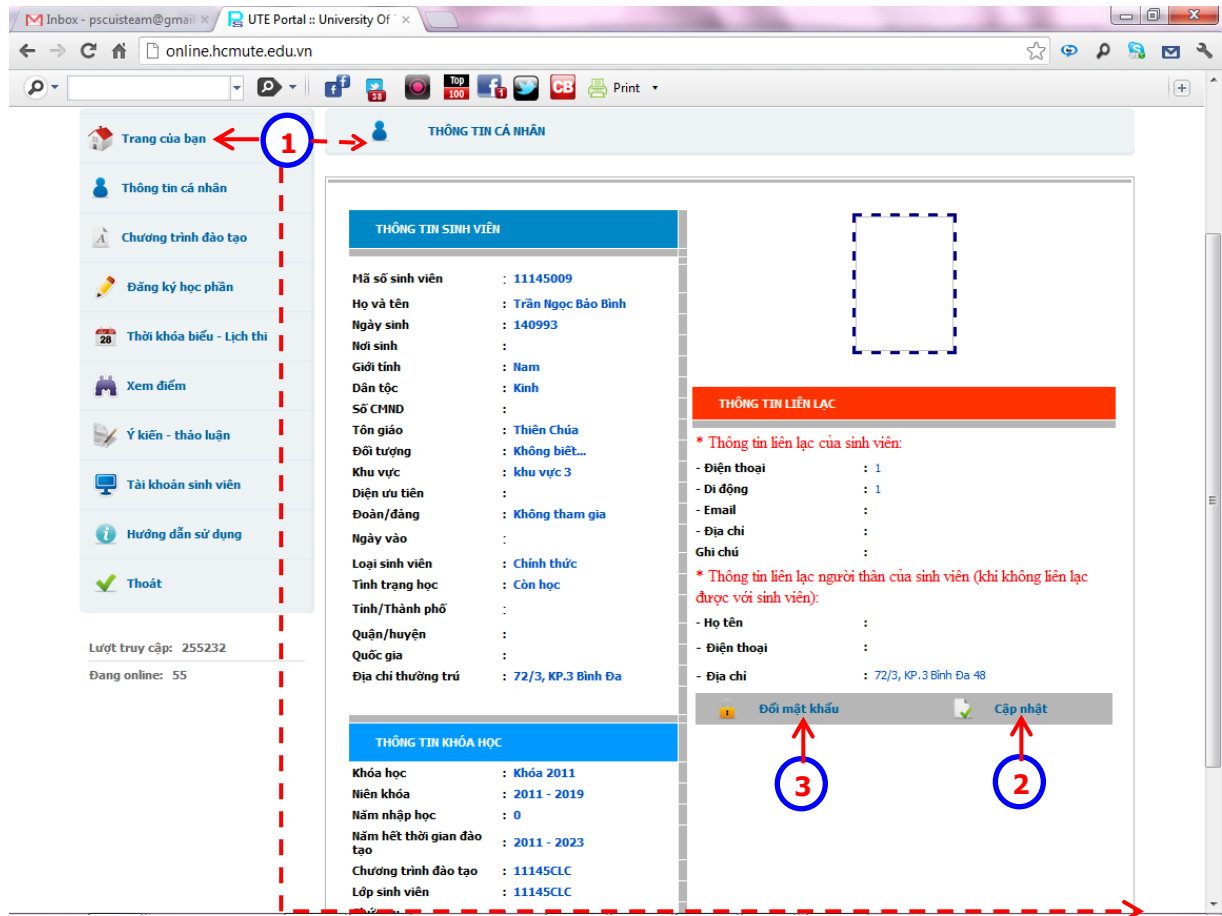 Inbox - pscuisteam@gmail
UTE Portal :: University Of T
online.hcmute.edu.vn
38
Top 100
1
CB
Print
Trang của bạn
1
THÔNG TIN CÁ NHÂN
Thông tin cá nhân
Chương trình đào tạo
Đăng ký học phần
28
Thời khóa biểu - Lịch thi
Xem điểm
Ý kiến - thảo luận
Tài khoản sinh viên
Hướng dẫn sử dụng
Thoát
Lượt truy cập: 255232
Đang online: 55
THÔNG TIN SINH VIÊN
Mã số sinh viên : 11145009
Họ và tên : Trần Ngọc Bảo Bình
Ngày sinh : 140993
Nơi sinh :
Giới tính : Nam
Dân tộc : Kinh
Số CMND :
Tôn giáo : Thiên Chúa
Đối tượng : Không biết...
Khu vực : khu vực 3
Diện ưu tiên :
Đoàn/đảng : Không tham gia
Ngày vào :
Loại sinh viên : Chính thức
Tình trạng học : Còn học
Tỉnh/Thành phố :
Quận/huyện :
Quốc gia :
Địa chỉ thường trú : 72/3, KP.3 Bình Đa
THÔNG TIN KHÓA HỌC
Khóa học : Khóa 2011
Niên khóa : 2011 - 2019
Năm nhập học : 0
Năm hết thời gian đào
tạo : 2011 - 2023
Chương trình đào tạo : 11145CLC
Lớp sinh viên : 11145CLC
THÔNG TIN LIÊN LẠC
* Thông tin liên lạc của sinh viên:
- Điện thoại : 1
- Di động : 1
- Email :
- Địa chỉ :
Ghi chú :
* Thông tin liên lạc người thân của sinh viên (khi không liên lạc
được với sinh viên):
- Họ tên :
- Điện thoại :
- Địa chỉ : 72/3, KP.3 Bình Đa 48
Đổi mật khẩu
Cập nhật
3
2